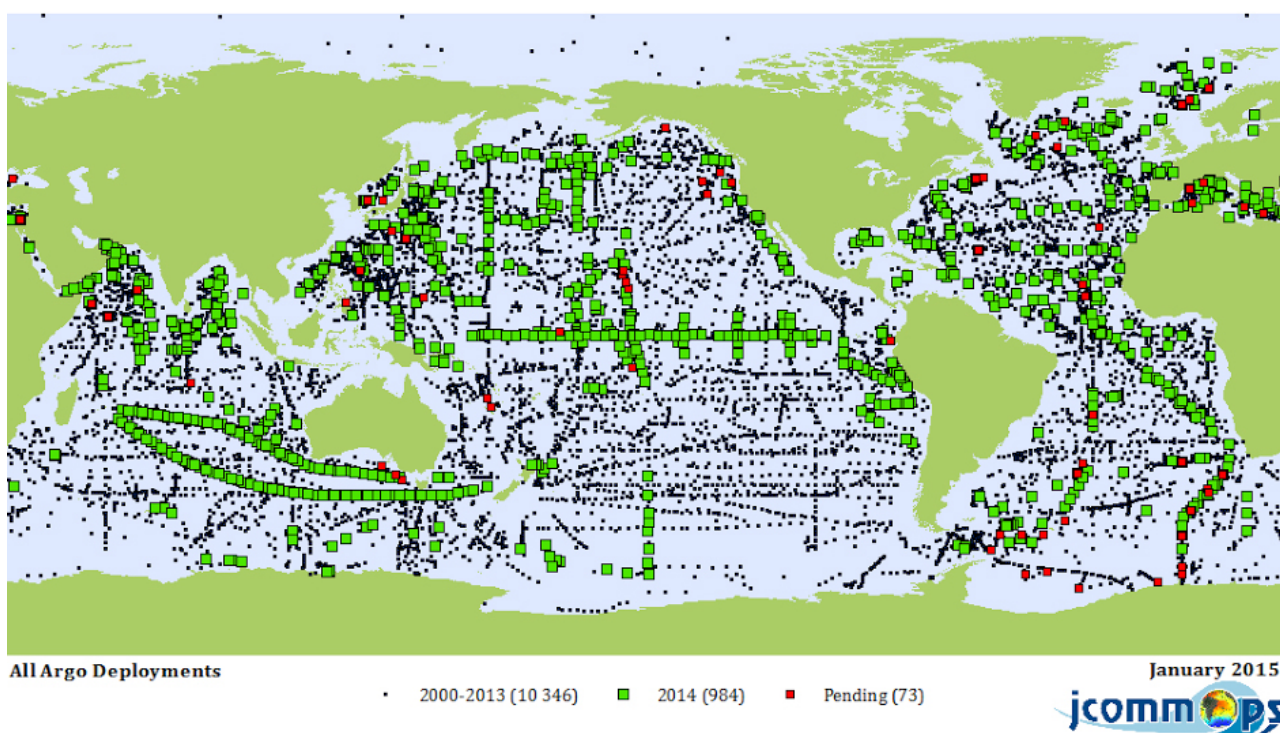 All Argo Deployments
January 2015
2000-2013 (10 346) 2014 (984) Pending (73)
jcommops